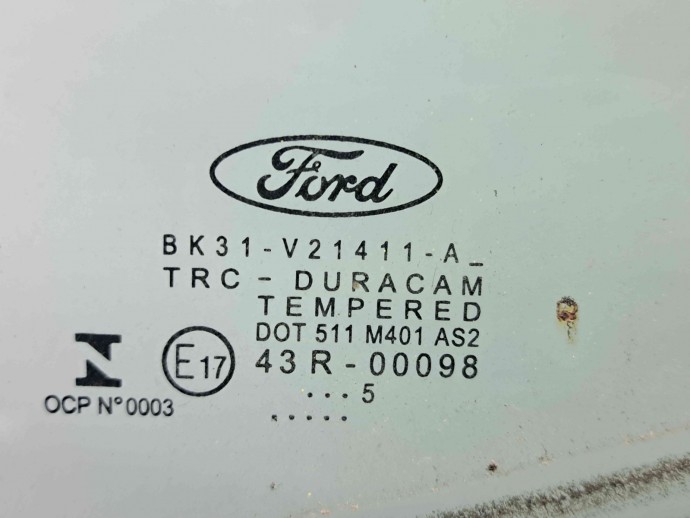 Ford
BK31-V21411-A_
TRC - DURACAM
TEMPERED
DOT 511 M401 AS2
E17 43R-00098
N
OCP N° 0003
...5
.....